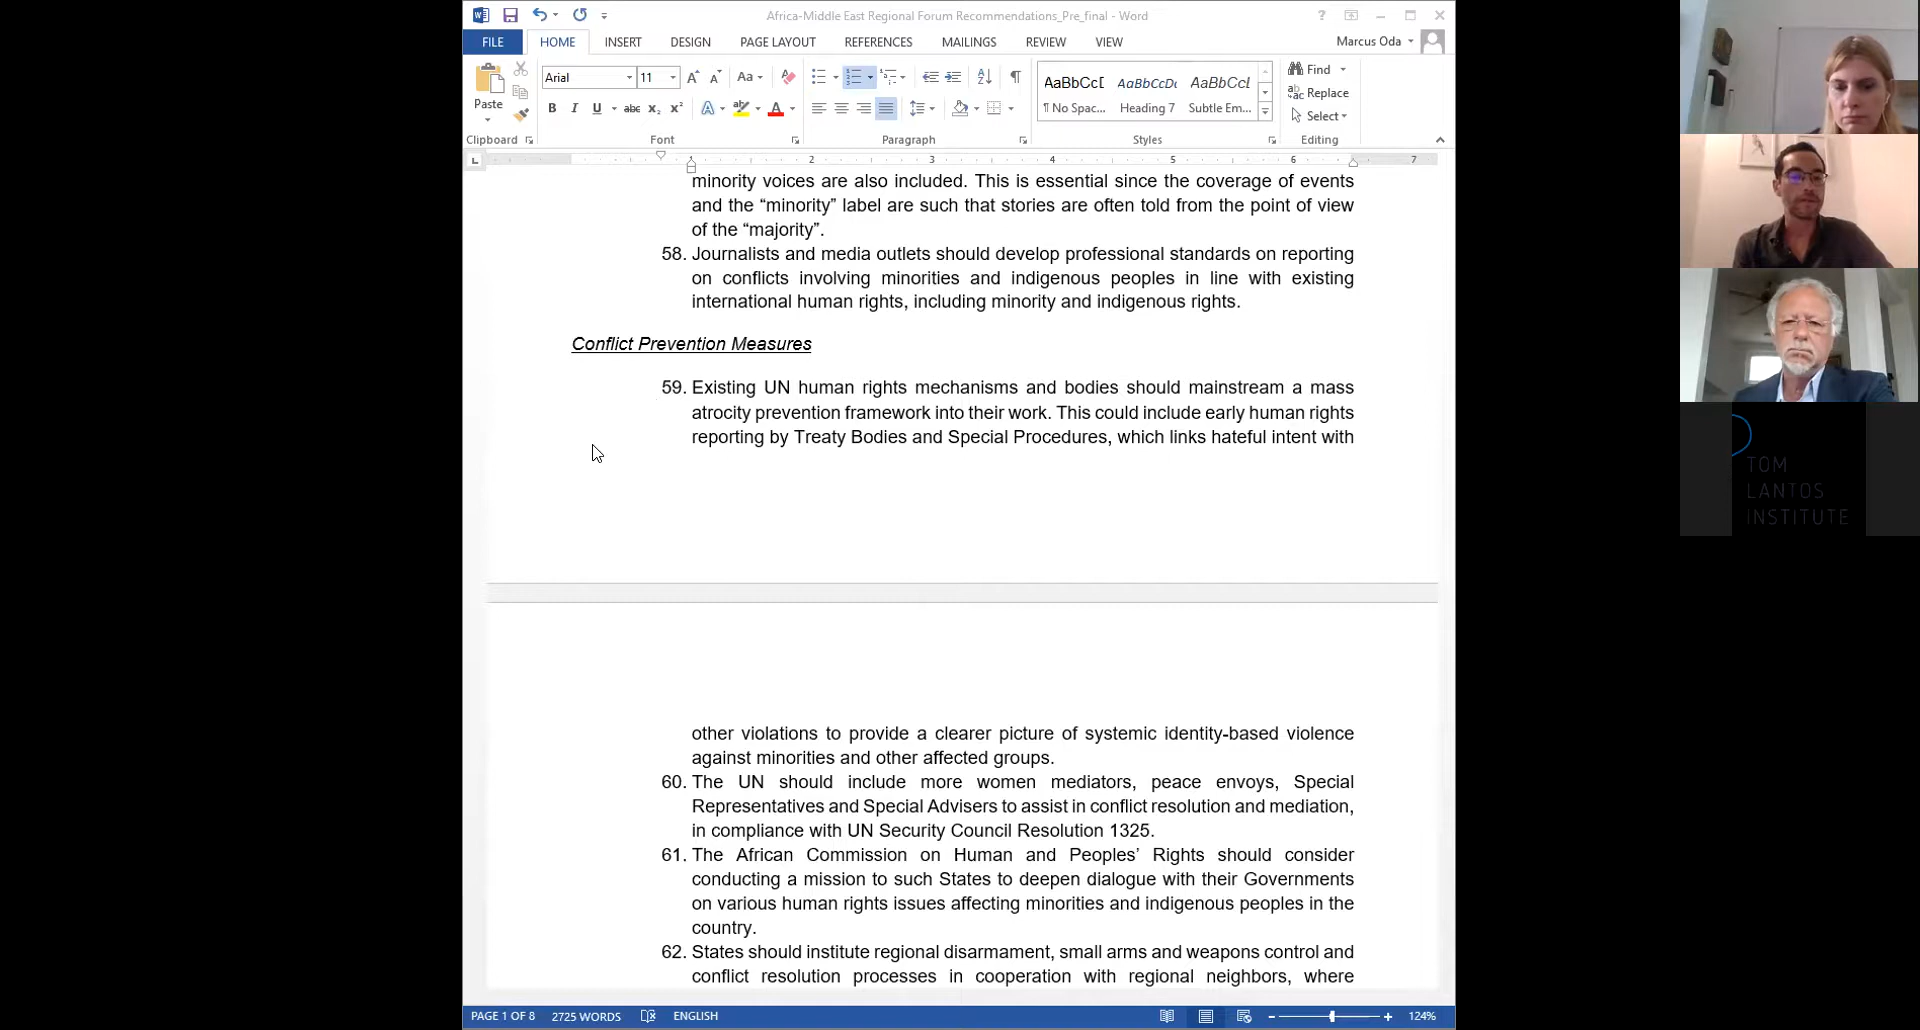 Africa-Middle East Regional Forum Recommendations_Pre_final - Word
FILE HOME INSERT DESIGN PAGE LAYOUT REFERENCES MAILINGS REVIEW VIEW Marcus Oda
Arial 11 Aa Find
AaBbCcD AaBbCcDc AaBbCcI Replace
Paste B I U abc x₂ x² A ab A ¶ No Spac... Heading 7 Subtle Em... Select
Clipboard Font Paragraph Styles Editing
1 2 3 4 5 6 7
minority voices are also included. This is essential since the coverage of events
and the “minority” label are such that stories are often told from the point of view
of the “majority”.
58. Journalists and media outlets should develop professional standards on reporting
on conflicts involving minorities and indigenous peoples in line with existing
international human rights, including minority and indigenous rights.
Conflict Prevention Measures
59. Existing UN human rights mechanisms and bodies should mainstream a mass
atrocity prevention framework into their work. This could include early human rights
reporting by Treaty Bodies and Special Procedures, which links hateful intent with
other violations to provide a clearer picture of systemic identity-based violence
against minorities and other affected groups.
60. The UN should include more women mediators, peace envoys, Special
Representatives and Special Advisers to assist in conflict resolution and mediation,
in compliance with UN Security Council Resolution 1325.
61. The African Commission on Human and Peoples’ Rights should consider
conducting a mission to such States to deepen dialogue with their Governments
on various human rights issues affecting minorities and indigenous peoples in the
country.
62. States should institute regional disarmament, small arms and weapons control and
conflict resolution processes in cooperation with regional neighbors, where
PAGE 1 OF 8 2725 WORDS ENGLISH 124%
TOM
LANTOS
INSTITUTE